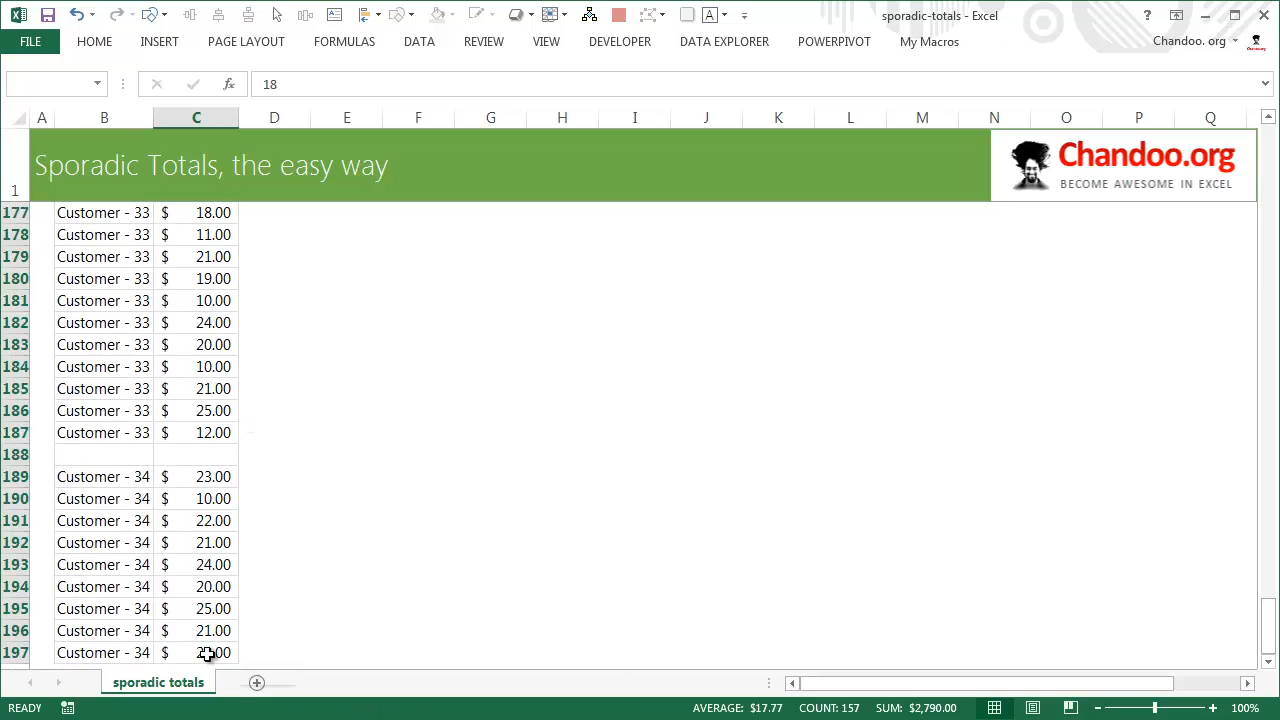 sporadic-totals - Excel
FILE HOME INSERT PAGE LAYOUT FORMULAS DATA REVIEW VIEW DEVELOPER DATA EXPLORER POWERPIVOT My Macros Chandoo. org
fx 18
A B C D E F G H I J K L M N O P Q
1 Sporadic Totals, the easy way Chandoo.org
BECOME AWESOME IN EXCEL
177 Customer - 33 $ 18.00
178 Customer - 33 $ 11.00
179 Customer - 33 $ 21.00
180 Customer - 33 $ 19.00
181 Customer - 33 $ 10.00
182 Customer - 33 $ 24.00
183 Customer - 33 $ 20.00
184 Customer - 33 $ 10.00
185 Customer - 33 $ 21.00
186 Customer - 33 $ 25.00
187 Customer - 33 $ 12.00
188
189 Customer - 34 $ 23.00
190 Customer - 34 $ 10.00
191 Customer - 34 $ 22.00
192 Customer - 34 $ 21.00
193 Customer - 34 $ 24.00
194 Customer - 34 $ 20.00
195 Customer - 34 $ 25.00
196 Customer - 34 $ 21.00
197 Customer - 34 $
sporadic totals
READY AVERAGE: $17.77 COUNT: 157 SUM: $2,790.00 100%